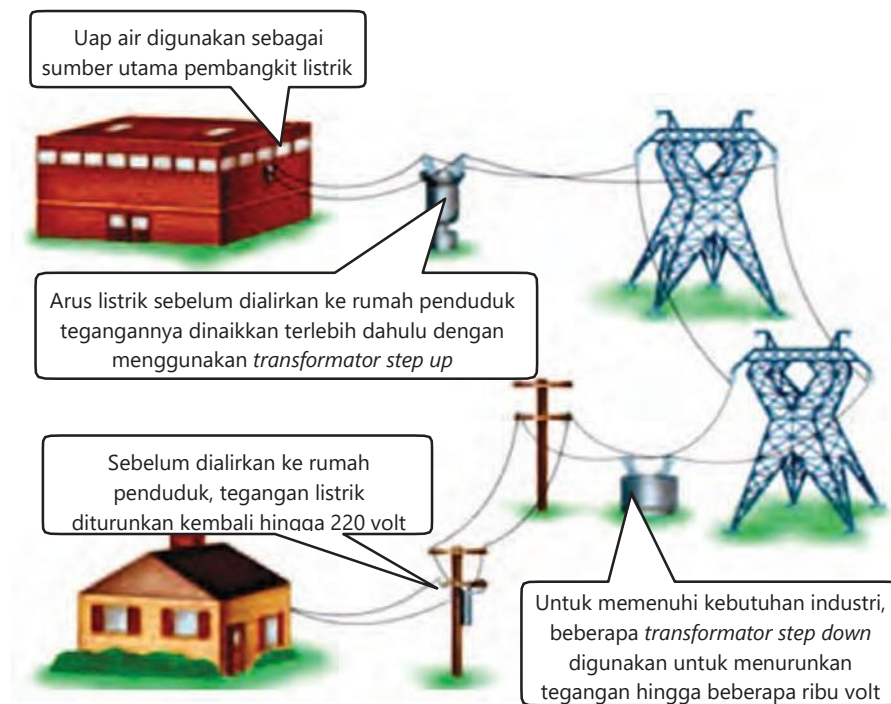 Uap air digunakan sebagai
sumber utama pembangkit listrik
Arus listrik sebelum dialirkan ke rumah penduduk
tegangannya dinaikkan terlebih dahulu dengan
menggunakan transformator step up
Sebelum dialirkan ke rumah
penduduk, tegangan listrik
diturunkan kembali hingga 220 volt
Untuk memenuhi kebutuhan industri,
beberapa transformator step down
digunakan untuk menurunkan
tegangan hingga beberapa ribu volt